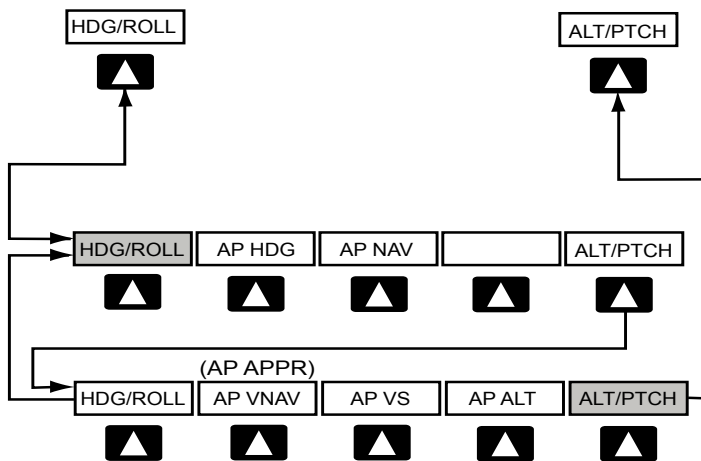 HDG/ROLL ALT/PTCH
HDG/ROLL AP HDG AP NAV ALT/PTCH
(AP APPR)
HDG/ROLL AP VNAV AP VS AP ALT ALT/PTCH